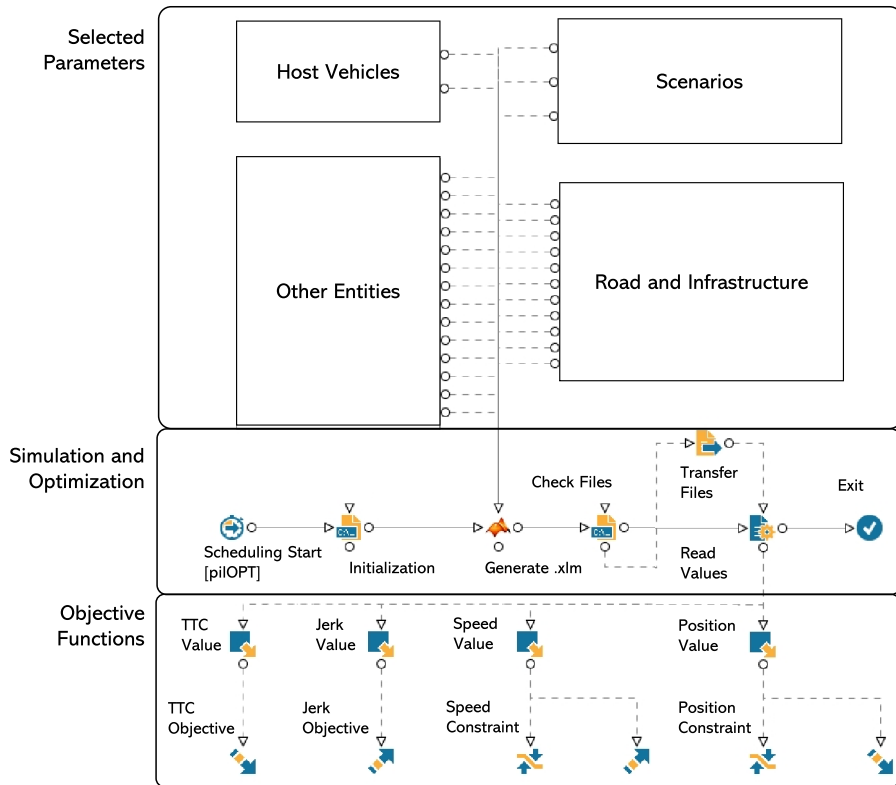 Selected
Parameters
Host Vehicles
Scenarios
Other Entities
Road and Infrastructure
Simulation and
Optimization
Check Files
Transfer
Files
Exit
Scheduling Start
[pilOPT]
Initialization
Generate .xlm
Read
Values
Objective
Functions
TTC
Value
Jerk
Value
Speed
Value
Position
Value
TTC
Objective
Jerk
Objective
Speed
Constraint
Position
Constraint